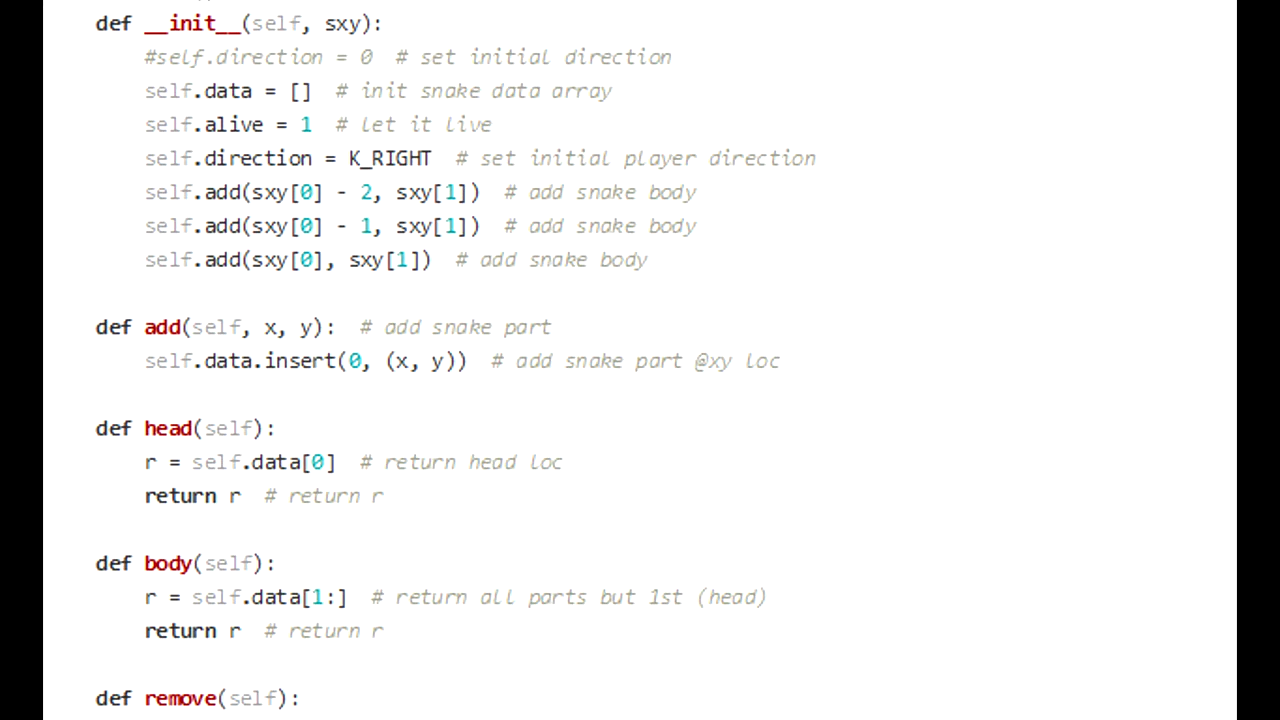 def __init__(self, sxy):
    #self.direction = 0  # set initial direction
    self.data = []  # init snake data array
    self.alive = 1  # let it live
    self.direction = K_RIGHT  # set initial player direction
    self.add(sxy[0] - 2, sxy[1])  # add snake body
    self.add(sxy[0] - 1, sxy[1])  # add snake body
    self.add(sxy[0], sxy[1])  # add snake body
def add(self, x, y):  # add snake part
    self.data.insert(0, (x, y))  # add snake part @xy loc
def head(self):
    r = self.data[0]  # return head loc
    return r  # return r
def body(self):
    r = self.data[1:]  # return all parts but 1st (head)
    return r  # return r
def remove(self):